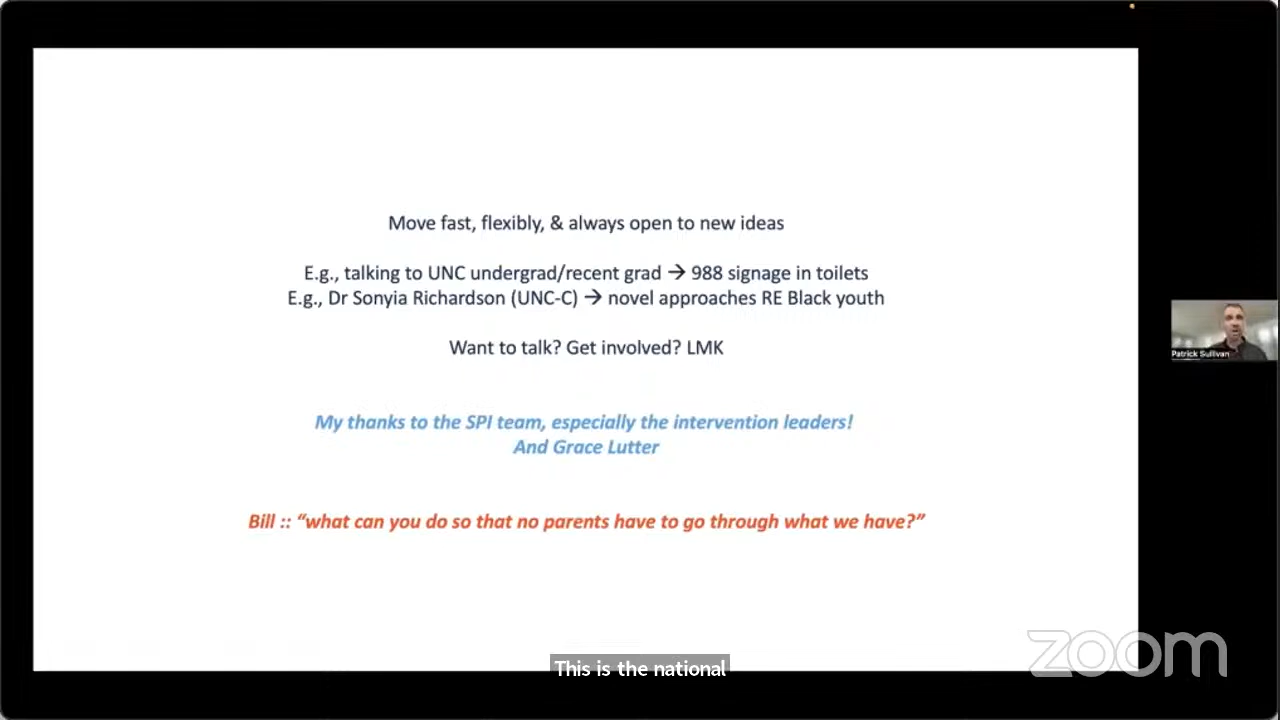 Move fast, flexibly, & always open to new ideas
E.g., talking to UNC undergrad/recent grad → 988 signage in toilets
E.g., Dr Sonyia Richardson (UNC-C) → novel approaches RE Black youth
Want to talk? Get involved? LMK
My thanks to the SPI team, especially the intervention leaders!
And Grace Lutter
Bill :: “what can you do so that no parents have to go through what we have?”
Patrick Sullivan
zoom
This is the national